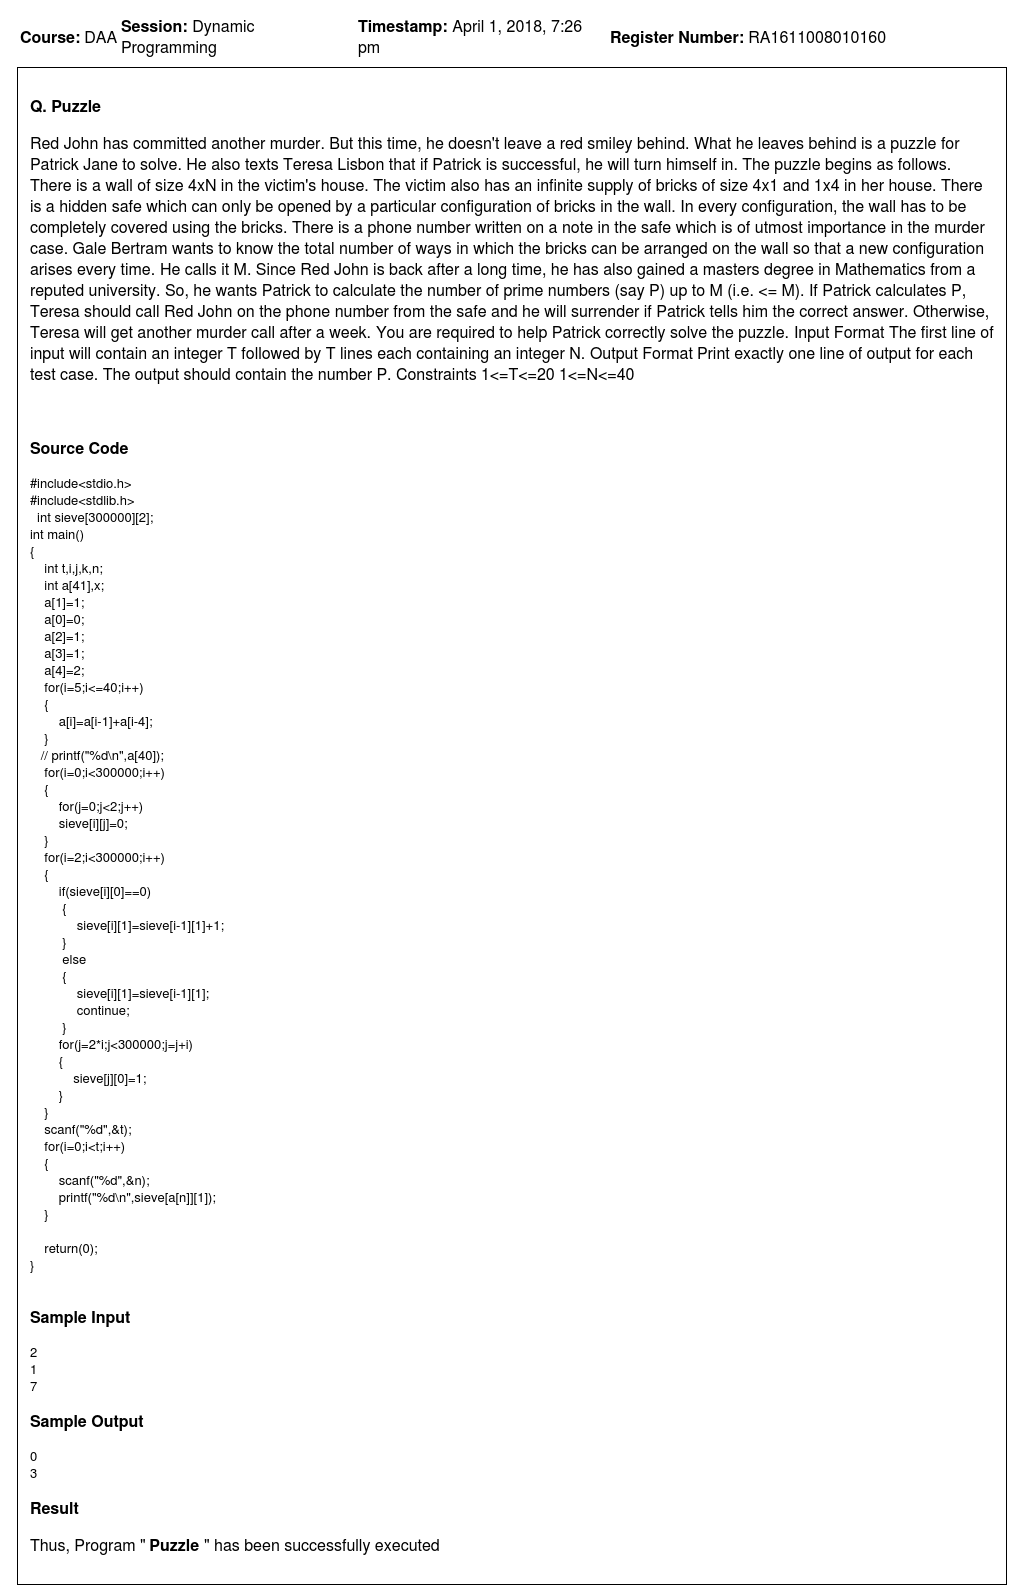 Course: DAA Session: Dynamic Programming Timestamp: April 1, 2018, 7:26 pm Register Number: RA1611008010160
Q. Puzzle
Red John has committed another murder. But this time, he doesn't leave a red smiley behind. What he leaves behind is a puzzle for
Patrick Jane to solve. He also texts Teresa Lisbon that if Patrick is successful, he will turn himself in. The puzzle begins as follows.
There is a wall of size 4xN in the victim's house. The victim also has an infinite supply of bricks of size 4x1 and 1x4 in her house. There
is a hidden safe which can only be opened by a particular configuration of bricks in the wall. In every configuration, the wall has to be
completely covered using the bricks. There is a phone number written on a note in the safe which is of utmost importance in the murder
case. Gale Bertram wants to know the total number of ways in which the bricks can be arranged on the wall so that a new configuration
arises every time. He calls it M. Since Red John is back after a long time, he has also gained a masters degree in Mathematics from a
reputed university. So, he wants Patrick to calculate the number of prime numbers (say P) up to M (i.e. <= M). If Patrick calculates P,
Teresa should call Red John on the phone number from the safe and he will surrender if Patrick tells him the correct answer. Otherwise,
Teresa will get another murder call after a week. You are required to help Patrick correctly solve the puzzle. Input Format The first line of
input will contain an integer T followed by T lines each containing an integer N. Output Format Print exactly one line of output for each
test case. The output should contain the number P. Constraints 1<=T<=20 1<=N<=40
Source Code
#include<stdio.h>
#include<stdlib.h>
int sieve[300000][2];
int main()
{
int t,i,j,k,n;
int a[41],x;
a[1]=1;
a[0]=0;
a[2]=1;
a[3]=1;
a[4]=2;
for(i=5;i<=40;i++)
{
a[i]=a[i-1]+a[i-4];
}
// printf("%d\n",a[40]);
for(i=0;i<300000;i++)
{
for(j=0;j<2;j++)
sieve[i][j]=0;
}
for(i=2;i<300000;i++)
{
if(sieve[i][0]==0)
{
sieve[i][1]=sieve[i-1][1]+1;
}
else
{
sieve[i][1]=sieve[i-1][1];
continue;
}
for(j=2*i;j<300000;j=j+i)
{
sieve[j][0]=1;
}
}
scanf("%d",&t);
for(i=0;i<t;i++)
{
scanf("%d",&n);
printf("%d\n",sieve[a[n]][1]);
}
return(0);
}
Sample Input
2
1
7
Sample Output
0
3
Result
Thus, Program " Puzzle " has been successfully executed